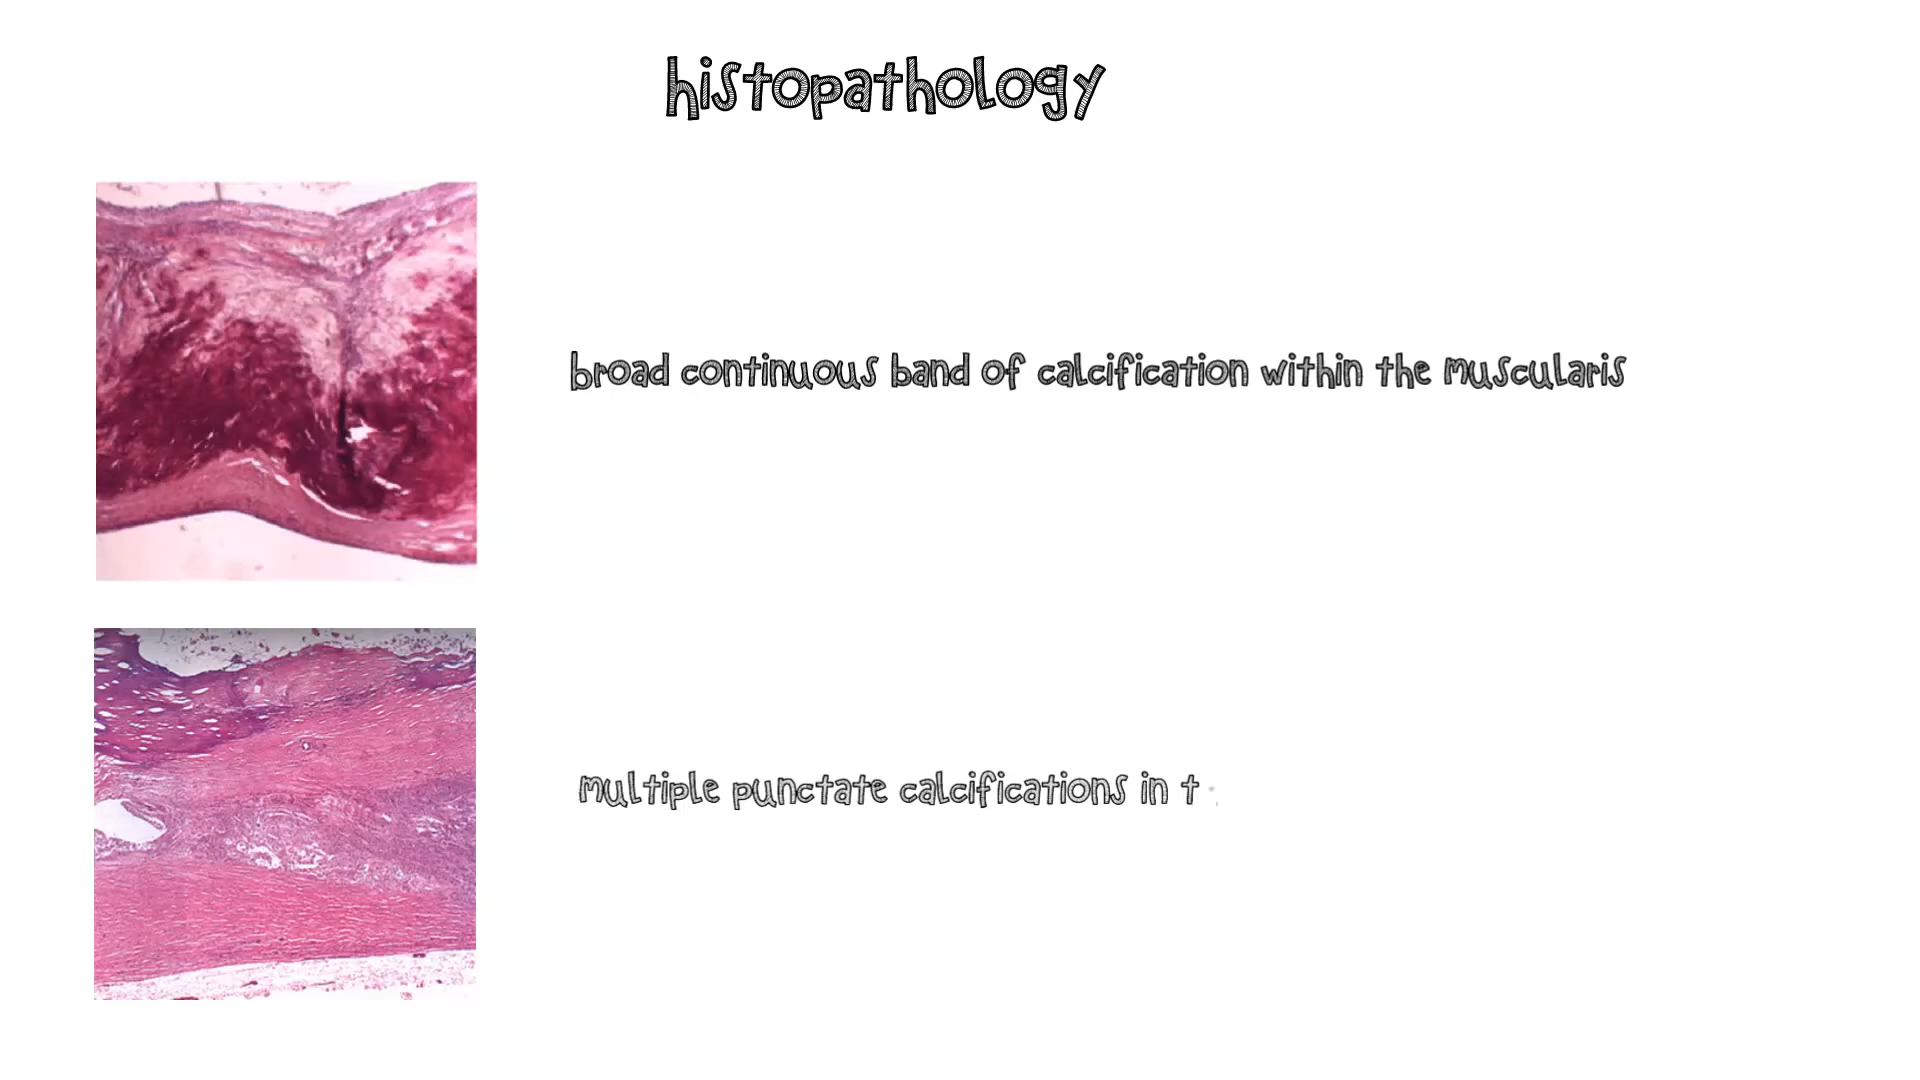 histopathology
broad continuous band of calcification within the muscularis
multiple punctate calcifications in t